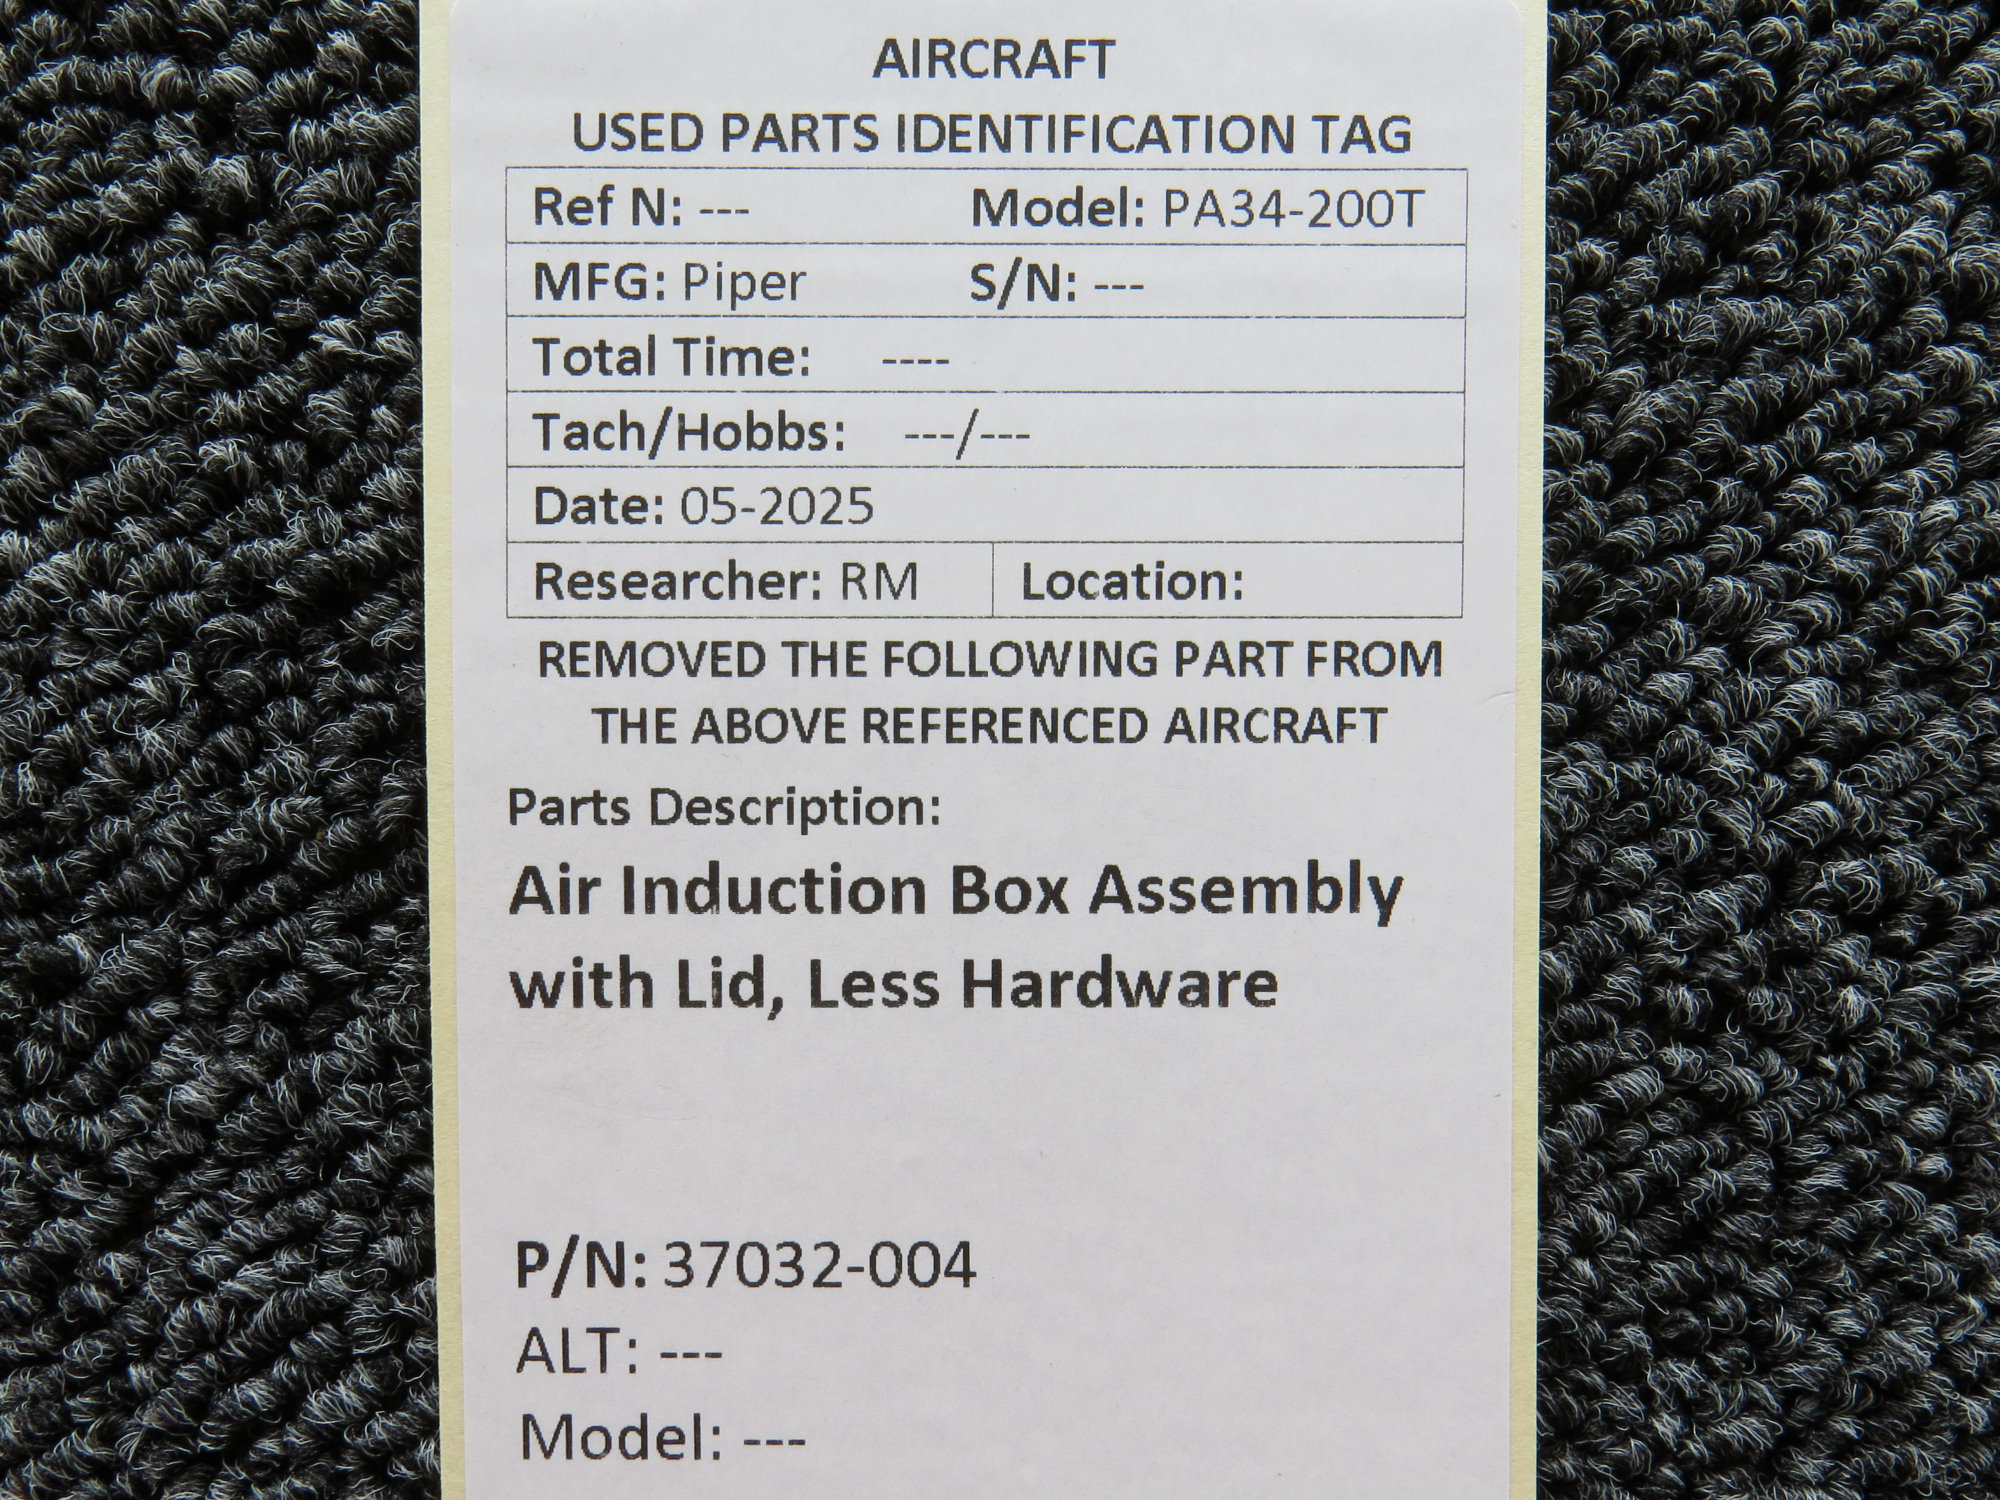 AIRCRAFT
USED PARTS IDENTIFICATION TAG
Ref N: --- Model: PA34-200T
MFG: Piper S/N: ---
Total Time: ----
Tach/Hobbs: ---/---
Date: 05-2025
Researcher: RM Location:
REMOVED THE FOLLOWING PART FROM
THE ABOVE REFERENCED AIRCRAFT
Parts Description:
Air Induction Box Assembly
with Lid, Less Hardware
P/N: 37032-004
ALT: ---
Model: ---